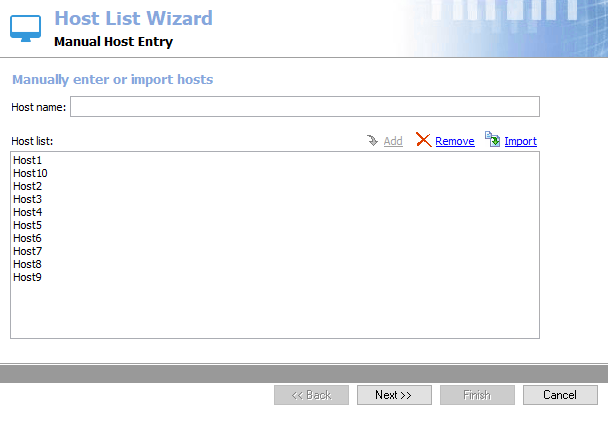 Host List Wizard
Manual Host Entry
Manually enter or import hosts
Host name:
Host list: Add Remove Import
Host1
Host10
Host2
Host3
Host4
Host5
Host6
Host7
Host8
Host9
<< Back Next >> Finish Cancel